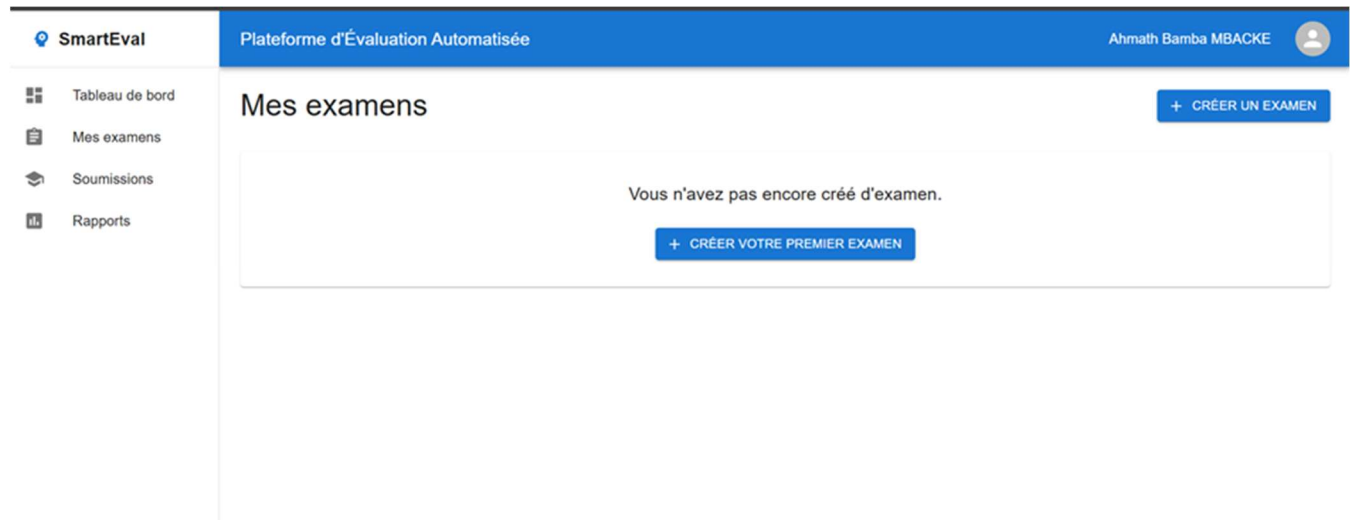 SmartEval
Plateforme d'Évaluation Automatisée
Ahmath Bamba MBACKE
Tableau de bord
Mes examens
Soumissions
Rapports
Mes examens
+ CRÉER UN EXAMEN
Vous n'avez pas encore créé d'examen.
+ CRÉER VOTRE PREMIER EXAMEN